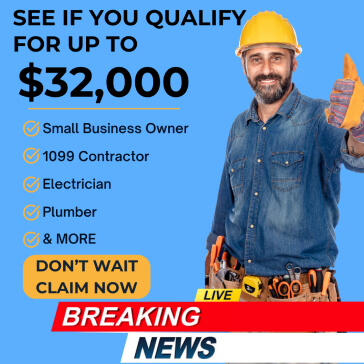 SEE IF YOU QUALIFY
FOR UP TO
$32,000
Small Business Owner
1099 Contractor
Electrician
Plumber
& MORE
DON'T WAIT
CLAIM NOW
LIVE
BREAKING
NEWS